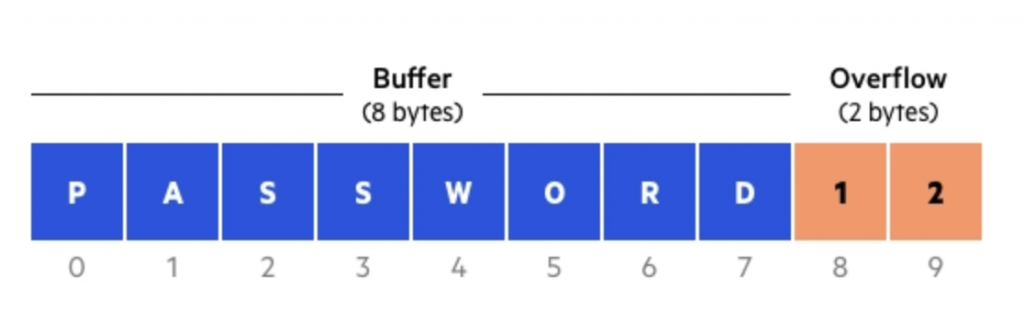 Buffer Overflow
(8 bytes) (2 bytes)
P A S S W O R D 1 2
0 1 2 3 4 5 6 7 8 9